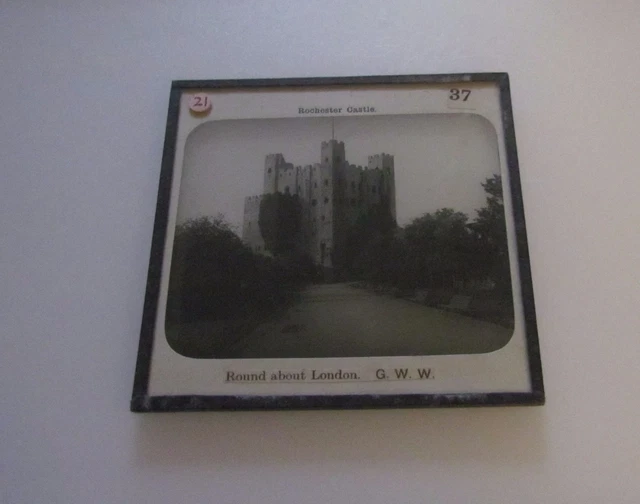 21
37
Rochester Castle.
Round about London. G. W. W.